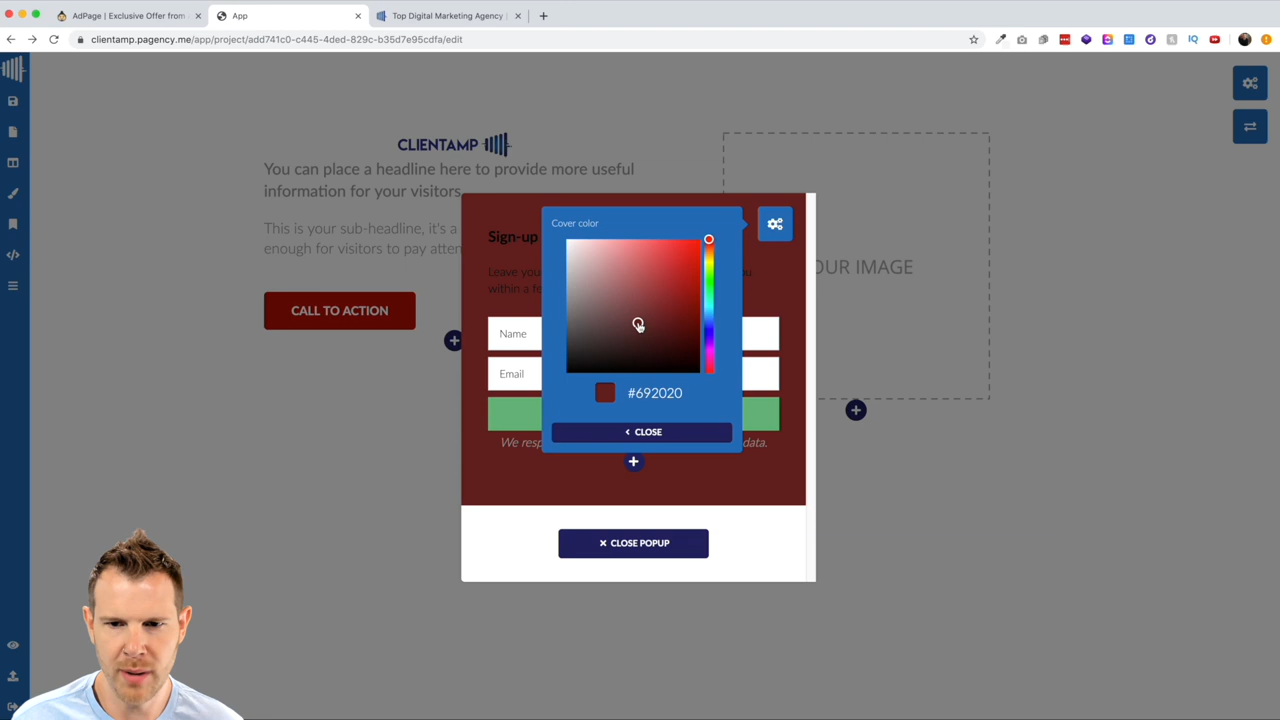 AdPage | Exclusive Offer from
App
Top Digital Marketing Agency |
clientamp.pagency.me/app/project/add741c0-c445-4ded-829c-b35d7e95cdfa/edit
IQ
CLIENTAMP
You can place a headline here to provide more useful
information for your visitors
This is your sub-headline, it's a
enough for visitors to pay atten
CALL TO ACTION
OUR IMAGE
Sign-up
Leave you
within a fe
Name
Email
We resp
data.
Cover color
#692020
CLOSE
CLOSE POPUP